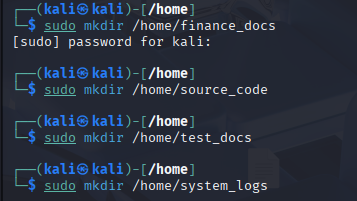 ┌──(kali㉿kali)-[/home]
└─$ sudo mkdir /home/finance_docs
[sudo] password for kali:
┌──(kali㉿kali)-[/home]
└─$ sudo mkdir /home/source_code
┌──(kali㉿kali)-[/home]
└─$ sudo mkdir /home/test_docs
┌──(kali㉿kali)-[/home]
└─$ sudo mkdir /home/system_logs